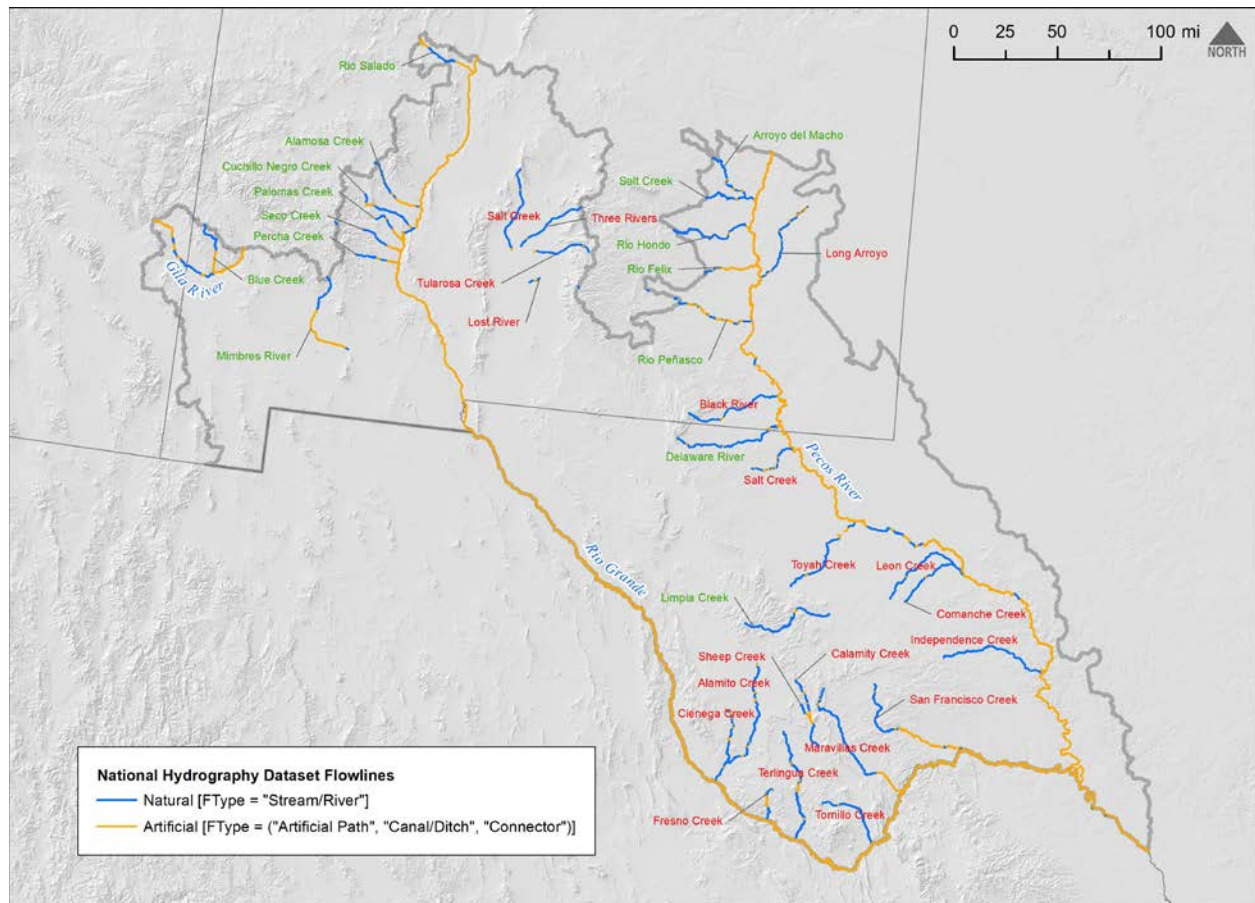 0 25 50 100 mi
NORTH
Rio Salado
Alamosa Creek
Cuchillo Negro Creek
Palomas Creek
Seco Creek
Percha Creek
Gila River
Blue Creek
Mimbres River
Salt Creek
Three Rivers
Tularosa Creek
Lost River
Arroyo del Macho
Salt Creek
Rio Hondo
Rio Felix
Long Arroyo
Rio Peñasco
Black River
Delaware River
Salt Creek
Pecos River
Rio Grande
Toyah Creek
Leon Creek
Comanche Creek
Limpia Creek
Independence Creek
Sheep Creek
Calamity Creek
Alamito Creek
San Francisco Creek
Cienega Creek
Maravillas Creek
Terlingua Creek
Fresno Creek
Tornillo Creek
National Hydrography Dataset Flowlines
Natural [FType = "Stream/River"]
Artificial [FType = ("Artificial Path", "Canal/Ditch", "Connector")]